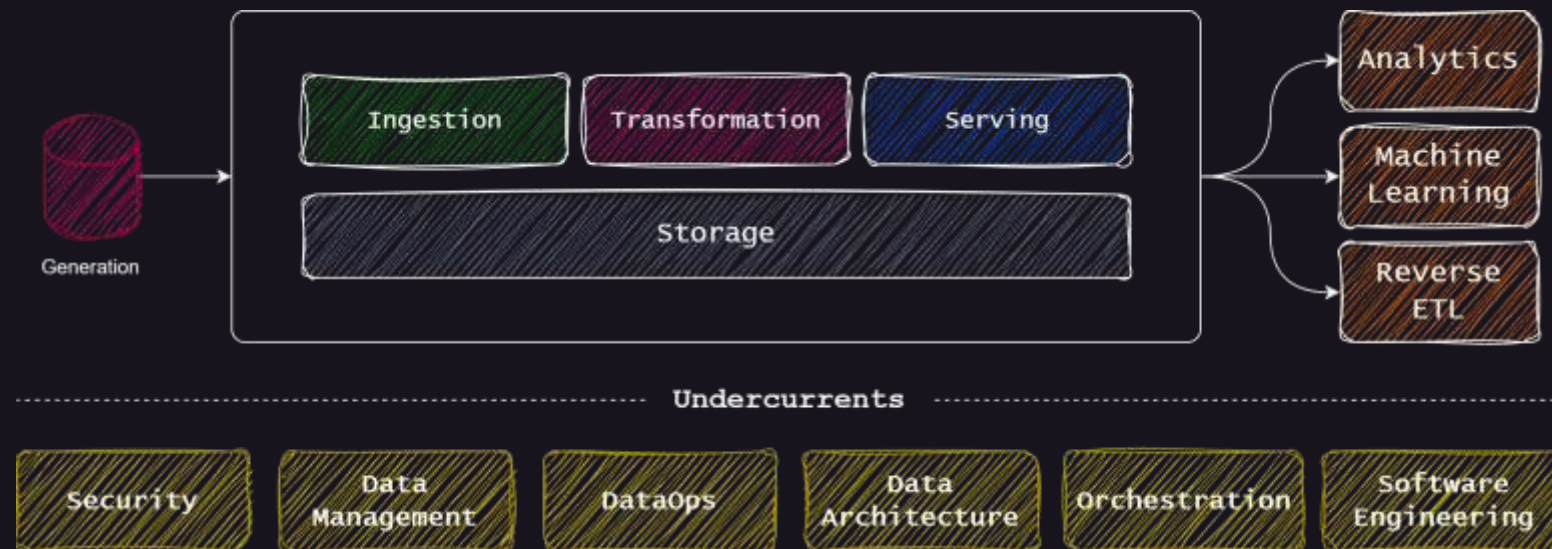 Generation
Ingestion
Transformation
Serving
Storage
Analytics
Machine
Learning
Reverse
ETL
Undercurrents
Security
Data
Management
DataOps
Data
Architecture
Orchestration
Software
Engineering